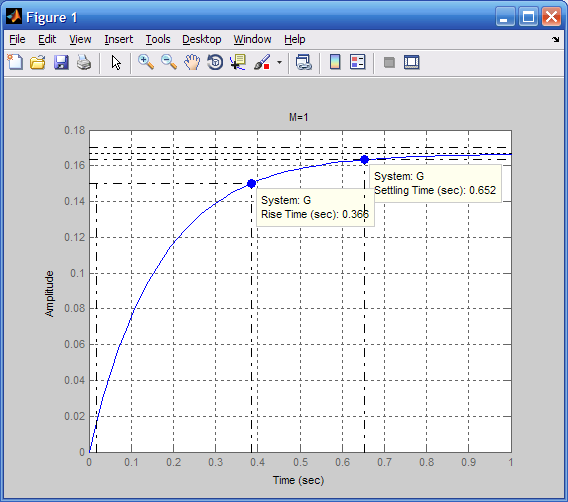 Figure 1
File Edit View Insert Tools Desktop Window Help
M=1
0.18
0.16
0.14
0.12
0.1
0.08
0.06
0.04
0.02
0
Amplitude
System: G
Settling Time (sec): 0.652
System: G
Rise Time (sec): 0.366
0 0.1 0.2 0.3 0.4 0.5 0.6 0.7 0.8 0.9 1
Time (sec)